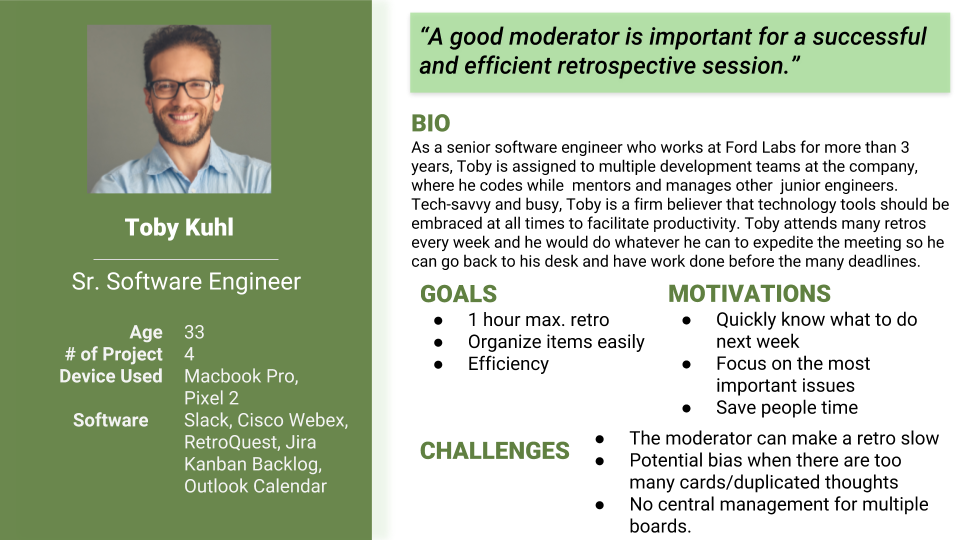 Toby Kuhl
Sr. Software Engineer
Age 33
# of Project 4
Device Used Macbook Pro,
Pixel 2
Software Slack, Cisco Webex,
RetroQuest, Jira
Kanban Backlog,
Outlook Calendar
“A good moderator is important for a successful
and efficient retrospective session.”
BIO
As a senior software engineer who works at Ford Labs for more than 3
years, Toby is assigned to multiple development teams at the company,
where he codes while mentors and manages other junior engineers.
Tech-savvy and busy, Toby is a firm believer that technology tools should be
embraced at all times to facilitate productivity. Toby attends many retros
every week and he would do whatever he can to expedite the meeting so he
can go back to his desk and have work done before the many deadlines.
GOALS
● 1 hour max. retro
● Organize items easily
● Efficiency
MOTIVATIONS
● Quickly know what to do
next week
● Focus on the most
important issues
● Save people time
CHALLENGES
● The moderator can make a retro slow
● Potential bias when there are too
many cards/duplicated thoughts
● No central management for multiple
boards.